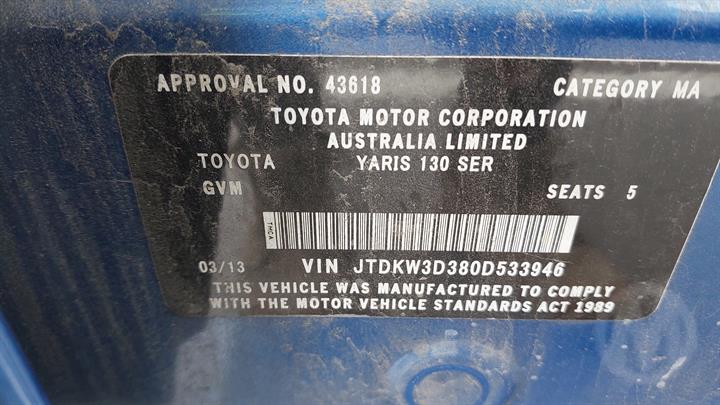 APPROVAL NO. 43618 CATEGORY MA
TOYOTA MOTOR CORPORATION
AUSTRALIA LIMITED
TOYOTA YARIS 130 SER
GVM SEATS 5
TMCA
03/13 VIN JTDKW3D380D533946
THIS VEHICLE WAS MANUFACTURED TO COMPLY
WITH THE MOTOR VEHICLE STANDARDS ACT 1989